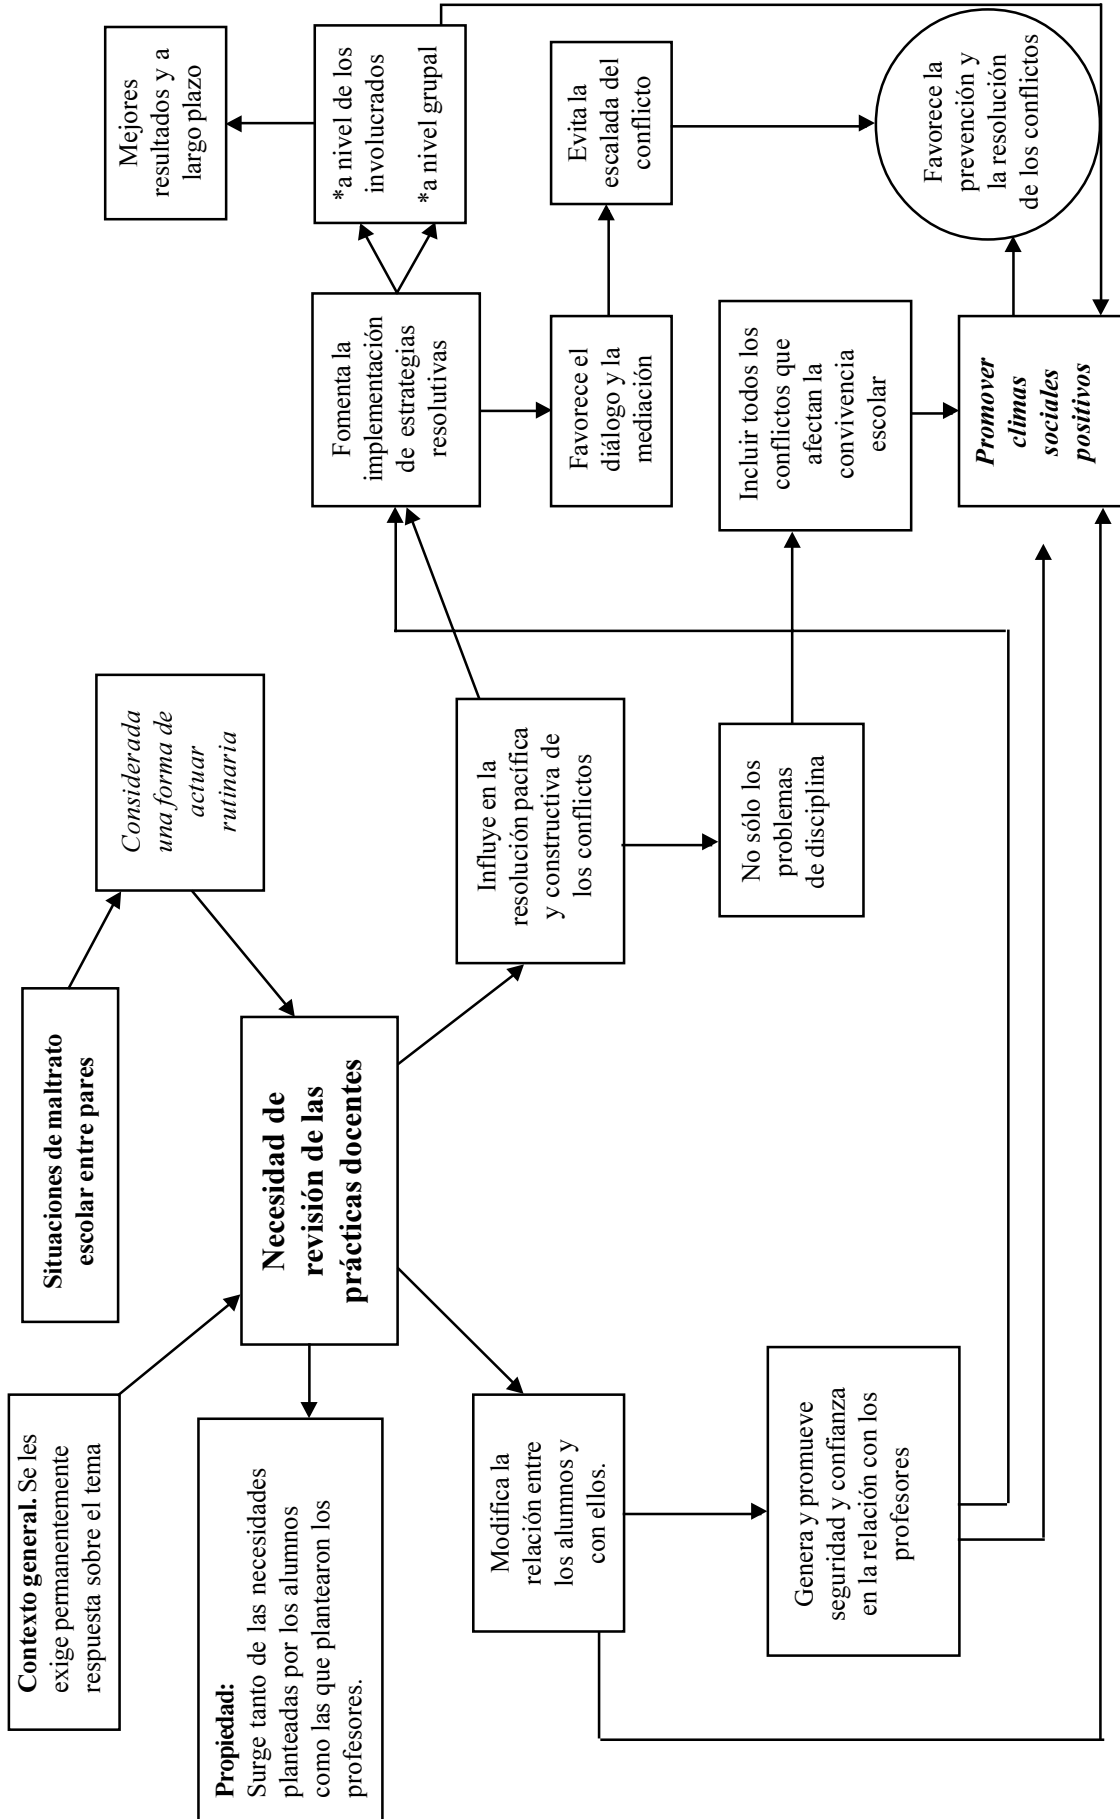 Contexto general. Se les
exige permanentemente
respuesta sobre el tema
Situaciones de maltrato
escolar entre pares
Considerada
una forma de
actuar
rutinaria
Mejores
resultados y a
largo plazo
Propiedad:
Surge tanto de las necesidades
planteadas por los alumnos
como las que plantearon los
profesores.
Necesidad de
revisión de las
prácticas docentes
Fomenta la
implementación
de estrategias
resolutivas
*a nivel de los
involucrados
*a nivel grupal
Modifica la
relación entre
los alumnos y
con ellos.
Influye en la
resolución pacífica
y constructiva de
los conflictos
Favorece el
diálogo y la
mediación
Evita la
escalada del
conflicto
Genera y promueve
seguridad y confianza
en la relación con los
profesores
No sólo los
problemas
de disciplina
Incluir todos los
conflictos que
afectan la
convivencia
escolar
Promover
climas
sociales
positivos
Favorece la
prevención y
la resolución
de los conflictos